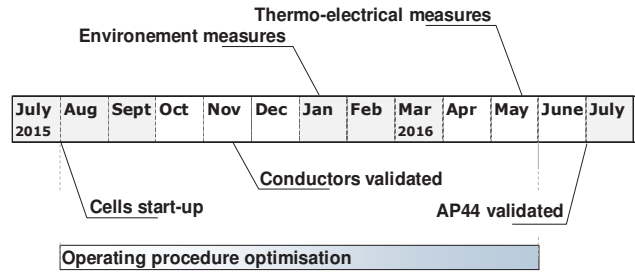 Thermo-electrical measures
Environement measures
July Aug Sept Oct Nov Dec Jan Feb Mar Apr May June July
2015 2016
Conductors validated
Cells start-up
AP44 validated
Operating procedure optimisation